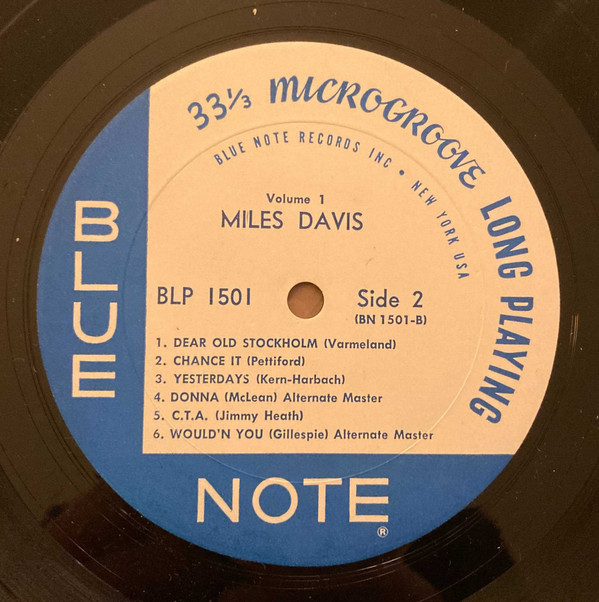 33⅓ MICROGROOVE LONG PLAYING
BLUE NOTE RECORDS INC • NEW YORK USA
Volume 1
MILES DAVIS
BLP 1501
Side 2
(BN 1501-B)
1. DEAR OLD STOCKHOLM (Varmeland)
2. CHANCE IT (Pettiford)
3. YESTERDAYS (Kern-Harbach)
4. DONNA (McLean) Alternate Master
5. C.T.A. (Jimmy Heath)
6. WOULD'N YOU (Gillespie) Alternate Master
BLUE
NOTE
®